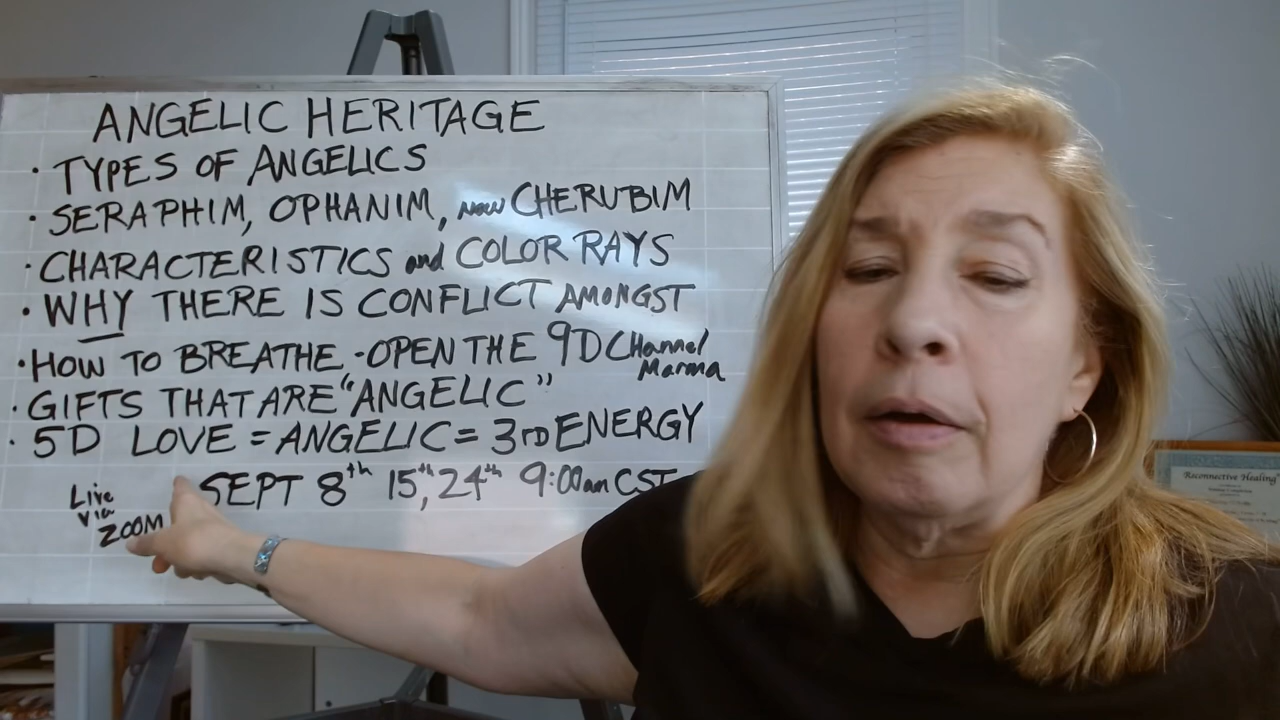 ANGELIC HERITAGE
• TYPES OF ANGELICS
• SERAPHIM, OPHANIM, NOW CHERUBIM
• CHARACTERISTICS and COLOR RAYS
• WHY THERE IS CONFLICT AMONGST
• HOW TO BREATHE - OPEN THE 9D CHannel Marma
• GIFTS THAT ARE "ANGELIC"
• 5D LOVE = ANGELIC = 3rD ENERGY
SEPT 8th 15th, 24th 9:00am CST
Live
via
ZOOM
Reconnective Healing